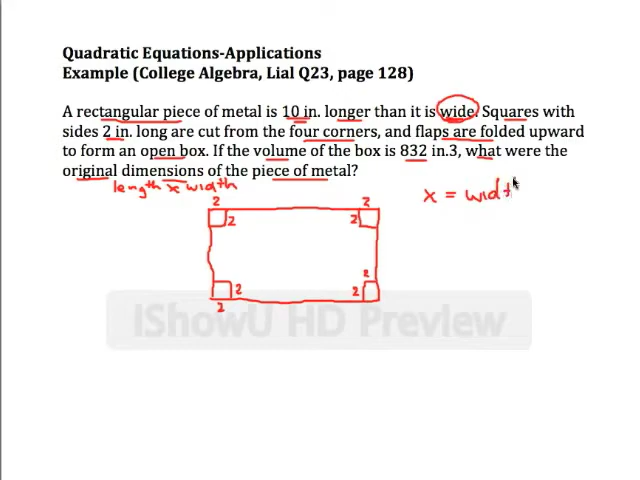 Quadratic Equations-Applications
Example (College Algebra, Lial Q23, page 128)
A rectangular piece of metal is 10 in. longer than it is wide. Squares with
sides 2 in. long are cut from the four corners, and flaps are folded upward
to form an open box. If the volume of the box is 832 in.3, what were the
original dimensions of the piece of metal?
length x width
x = widt
2 2
2 2
2 2
2 2
iShowU HD Preview